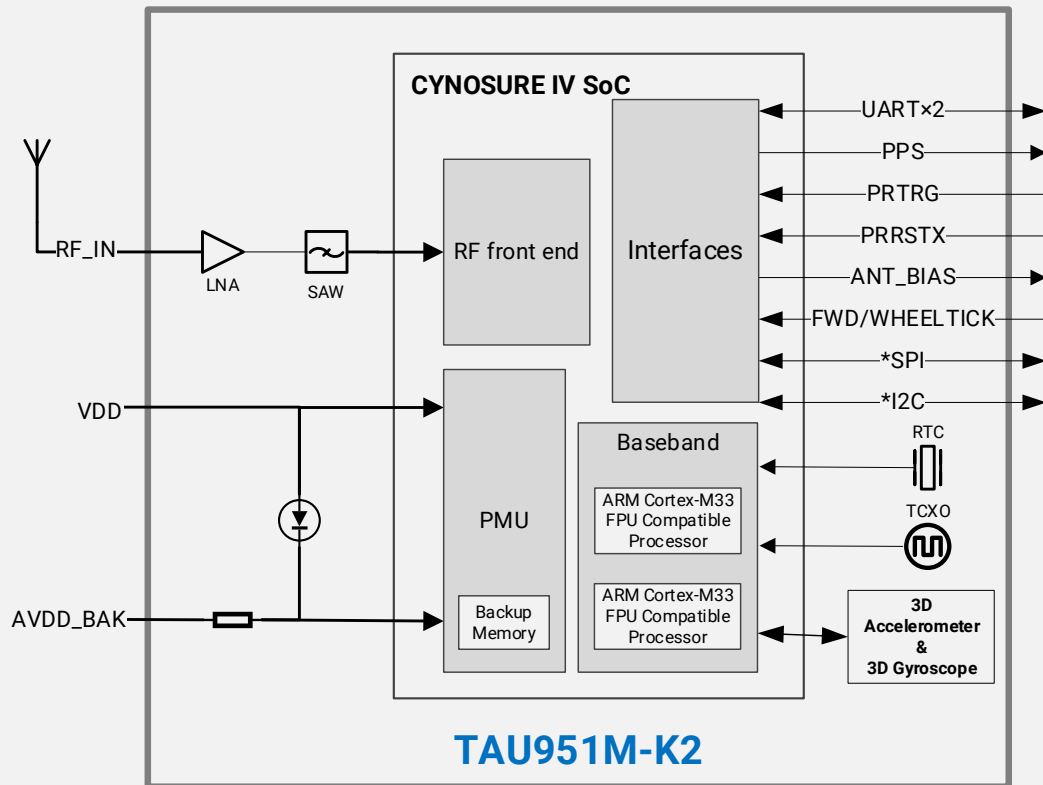 CYNOSURE IV SoC
UART×2
PPS
PRTRG
PRRSTX
ANT_BIAS
FWD/WHEELTICK
*SPI
*I2C
RF_IN
LNA
SAW
RF front end
Interfaces
VDD
PMU
Backup
Memory
AVDD_BAK
Baseband
ARM Cortex-M33
FPU Compatible
Processor
ARM Cortex-M33
FPU Compatible
Processor
RTC
TCXO
3D
Accelerometer
&
3D Gyroscope
TAU951M-K2